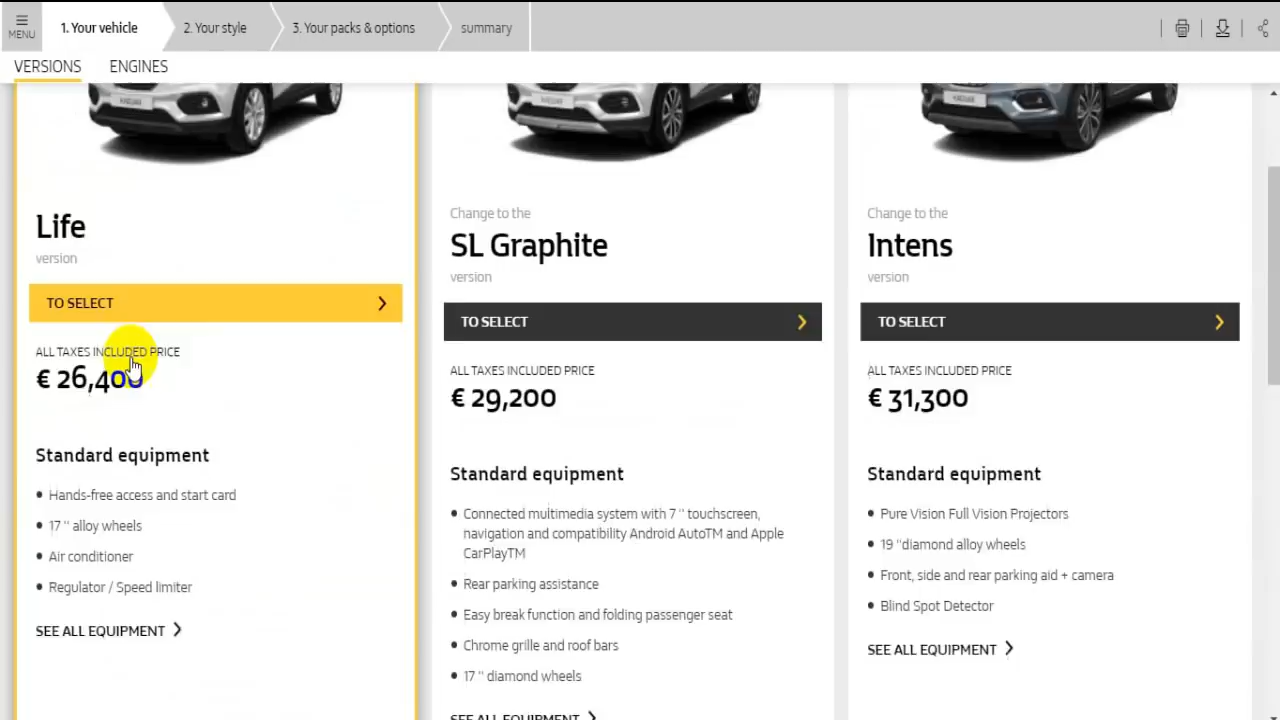 MENU
1. Your vehicle
2. Your style
3. Your packs & options
summary
VERSIONS
ENGINES
Life
version
TO SELECT
ALL TAXES INCLUDED PRICE
€ 26,400
Standard equipment
• Hands-free access and start card
• 17 " alloy wheels
• Air conditioner
• Regulator / Speed limiter
SEE ALL EQUIPMENT
Change to the
SL Graphite
version
TO SELECT
ALL TAXES INCLUDED PRICE
€ 29,200
Standard equipment
• Connected multimedia system with 7 " touchscreen,
navigation and compatibility Android AutoTM and Apple
CarPlayTM
• Rear parking assistance
• Easy break function and folding passenger seat
• Chrome grille and roof bars
• 17 " diamond wheels
SEE ALL EQUIPMENT
Change to the
Intens
version
TO SELECT
ALL TAXES INCLUDED PRICE
€ 31,300
Standard equipment
• Pure Vision Full Vision Projectors
• 19 "diamond alloy wheels
• Front, side and rear parking aid + camera
• Blind Spot Detector
SEE ALL EQUIPMENT